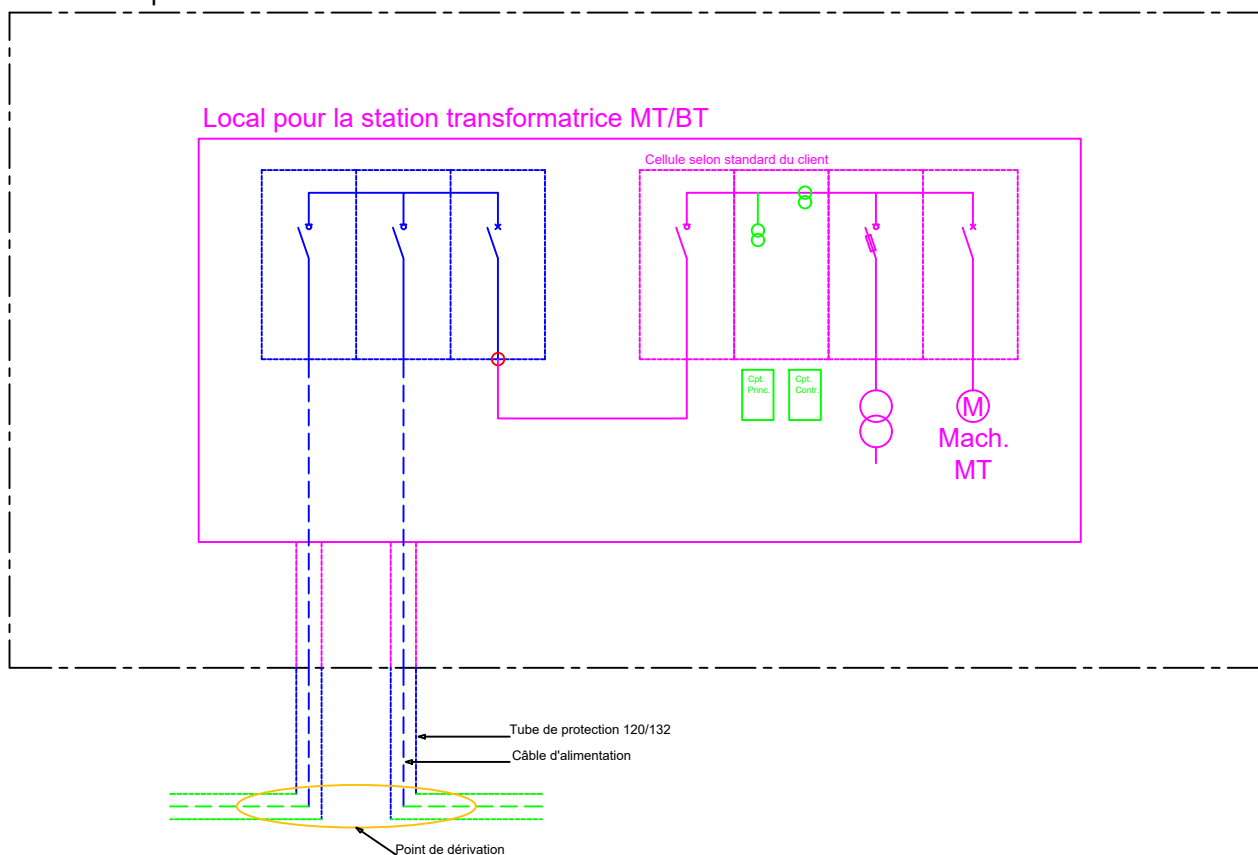 Local pour la station transformatrice MT/BT
Cellule selon standard du client
Cpt.
Princ.
Cpt.
Contr.
M
Mach.
MT
Tube de protection 120/132
Câble d'alimentation
Point de dérivation